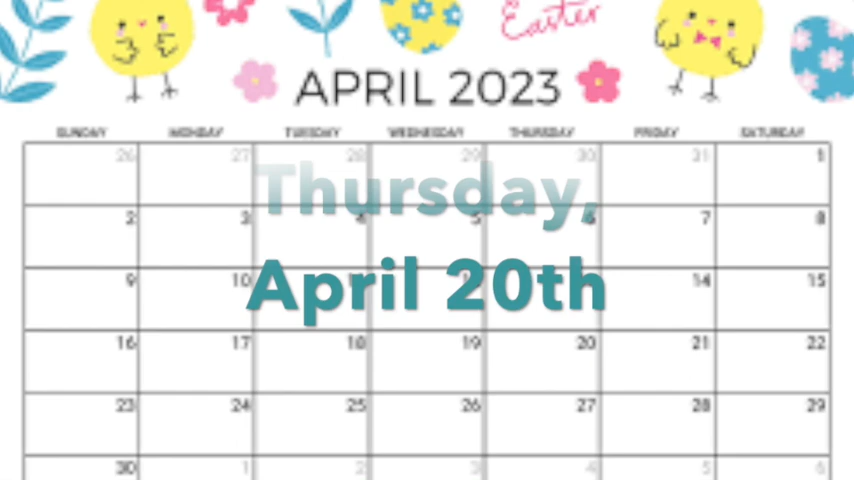 Easter
APRIL 2023
SUNDAY MONDAY TUESDAY WEDNESDAY THURSDAY FRIDAY SATURDAY
26 27 28 29 30 31 1
Thursday,
2 3 4 5 6 7 8
April 20th
9 10 14 15
16 17 18 19 20 21 22
23 24 25 26 27 28 29
30 1 2 3 4 5 6